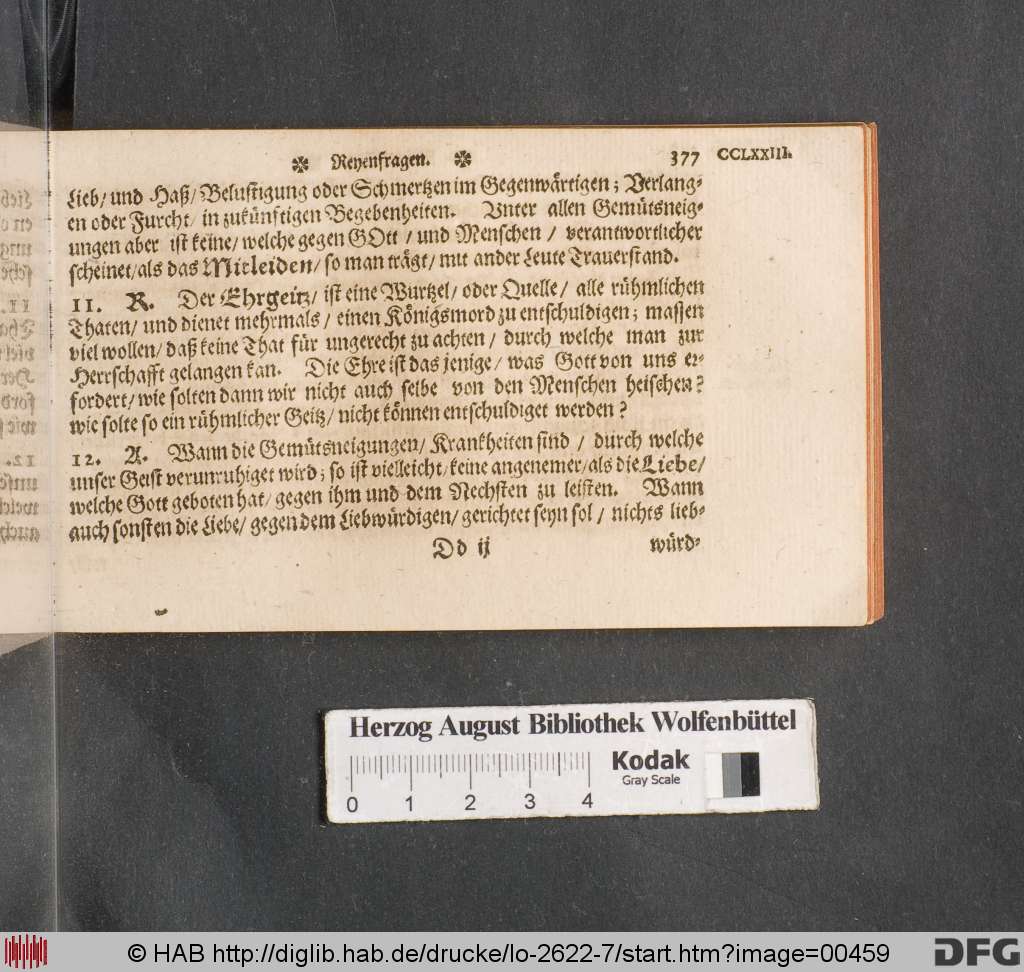 Reyenfragen. 377 CCLXXIII.
Lieb/ und Haß/ Belustigung oder Schmertzen im Gegenwärtigen; Verlang-
en oder Furcht/ in zukünftigen Begebenheiten. Vnter allen Gemütsneig-
ungen aber ist keine/ welche gegen GOtt/ und Menschen/ verantwortlicher
scheinet/ als das Mitleiden/ so man trägt/ mit ander Leute Trauerstand.
11. R. Der Ehrgeitz/ ist eine Wurtzel/ oder Quelle/ alle rühmlichen
Thaten/ und dienet mehrmals/ einen Königsmord zu entschuldigen; massen
viel wollen/ daß keine That für ungerecht zu achten/ durch welche man zur
Herrschafft gelangen kan. Die Ehre ist das jenige/ was Gott von uns er-
fordert/ wie solten dann wir nicht auch selbe von den Menschen heischen?
wie solte so ein rühmlicher Geitz/ nicht können entschuldiget werden?
12. A. Wann die Gemütsneigungen/ Krankheiten sind/ durch welche
unser Geist verunruhiget wird; so ist vielleicht/ keine angenemer/ als die Liebe/
welche Gott geboten hat/ gegen ihm und dem Nechsten zu leisten. Wann
auch sonsten die Liebe/ gegen dem Liebwürdigen/ gerichtet seyn sol/ nichts lieb-
Dd ij würd-
Herzog August Bibliothek Wolfenbüttel
Kodak
Gray Scale
0 1 2 3 4
© HAB http://diglib.hab.de/drucke/lo-2622-7/start.htm?image=00459 DFG